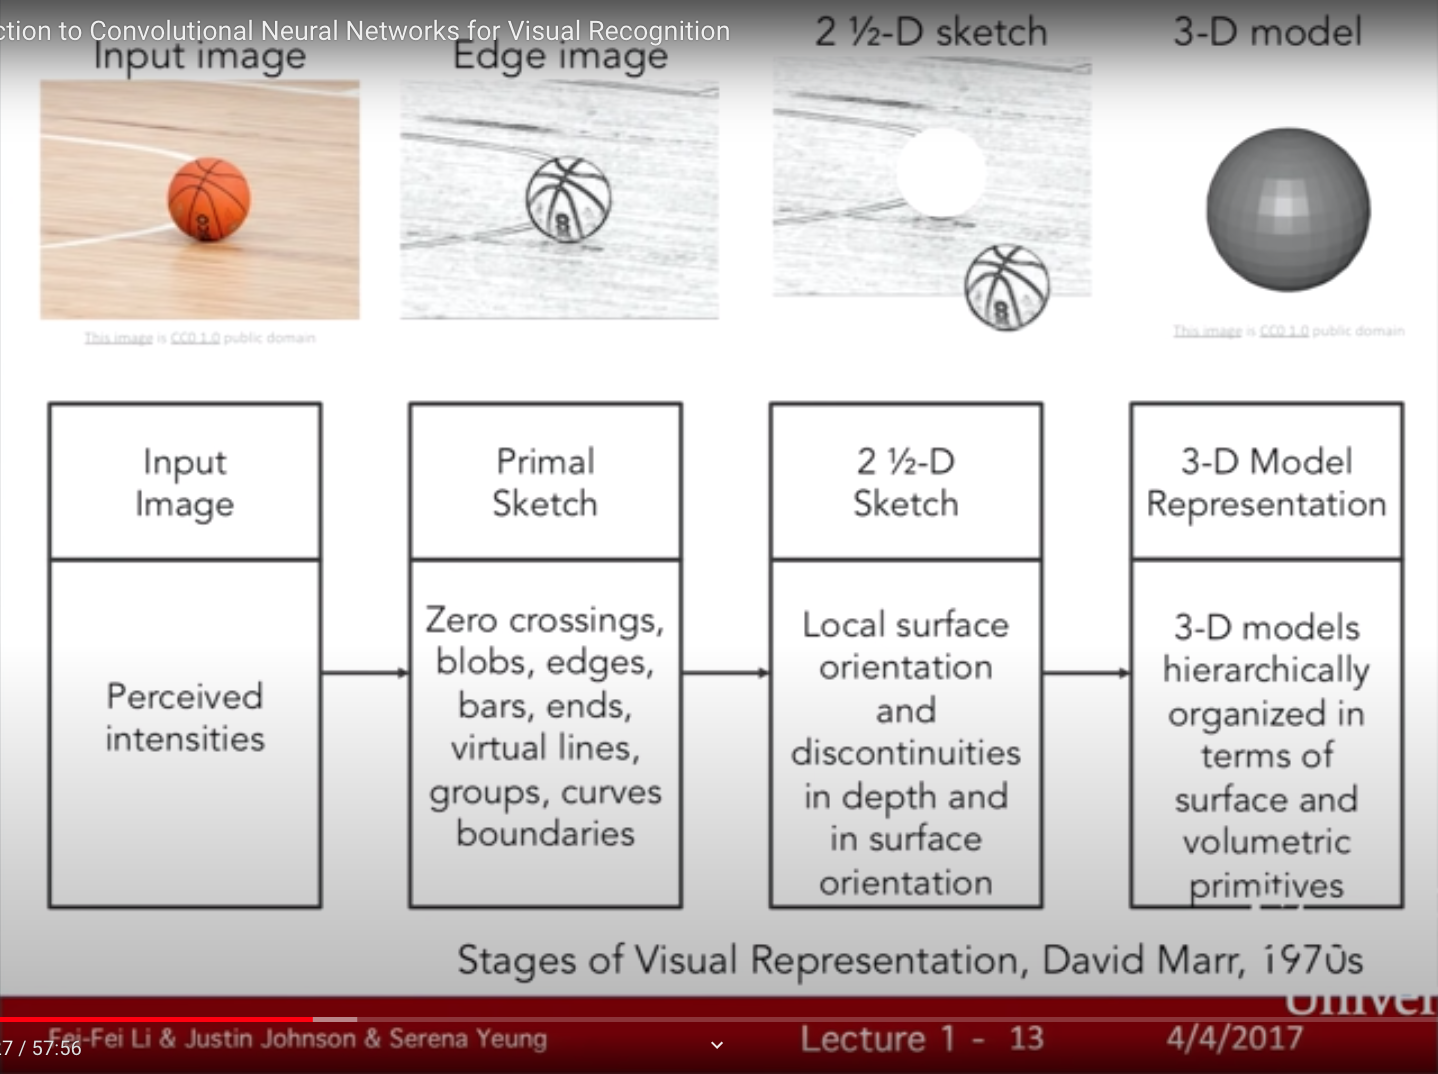 ction to Convolutional Neural Networks for Visual Recognition
Input image
Edge image
2 ½-D sketch
3-D model
This image is CC0 1.0 public domain
This image is CC0 1.0 public domain
Input
Image
Perceived
intensities
Primal
Sketch
Zero crossings,
blobs, edges,
bars, ends,
virtual lines,
groups, curves
boundaries
2 ½-D
Sketch
Local surface
orientation
and
discontinuities
in depth and
in surface
orientation
3-D Model
Representation
3-D models
hierarchically
organized in
terms of
surface and
volumetric
primitives
Stages of Visual Representation, David Marr, 1970s
Fei-Fei Li & Justin Johnson & Serena Yeung
Lecture 1 - 13
4/4/2017
7 / 57:56